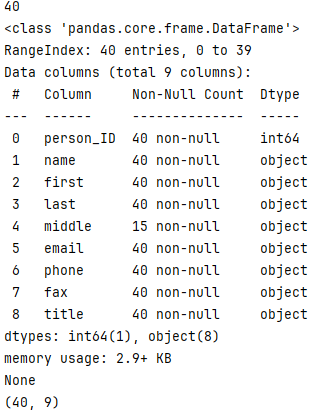 40
<class 'pandas.core.frame.DataFrame'>
RangeIndex: 40 entries, 0 to 39
Data columns (total 9 columns):
 #   Column     Non-Null Count  Dtype
---  ------     --------------  -----
 0   person_ID  40 non-null     int64
 1   name       40 non-null     object
 2   first      40 non-null     object
 3   last       40 non-null     object
 4   middle     15 non-null     object
 5   email      40 non-null     object
 6   phone      40 non-null     object
 7   fax        40 non-null     object
 8   title      40 non-null     object
dtypes: int64(1), object(8)
memory usage: 2.9+ KB
None
(40, 9)